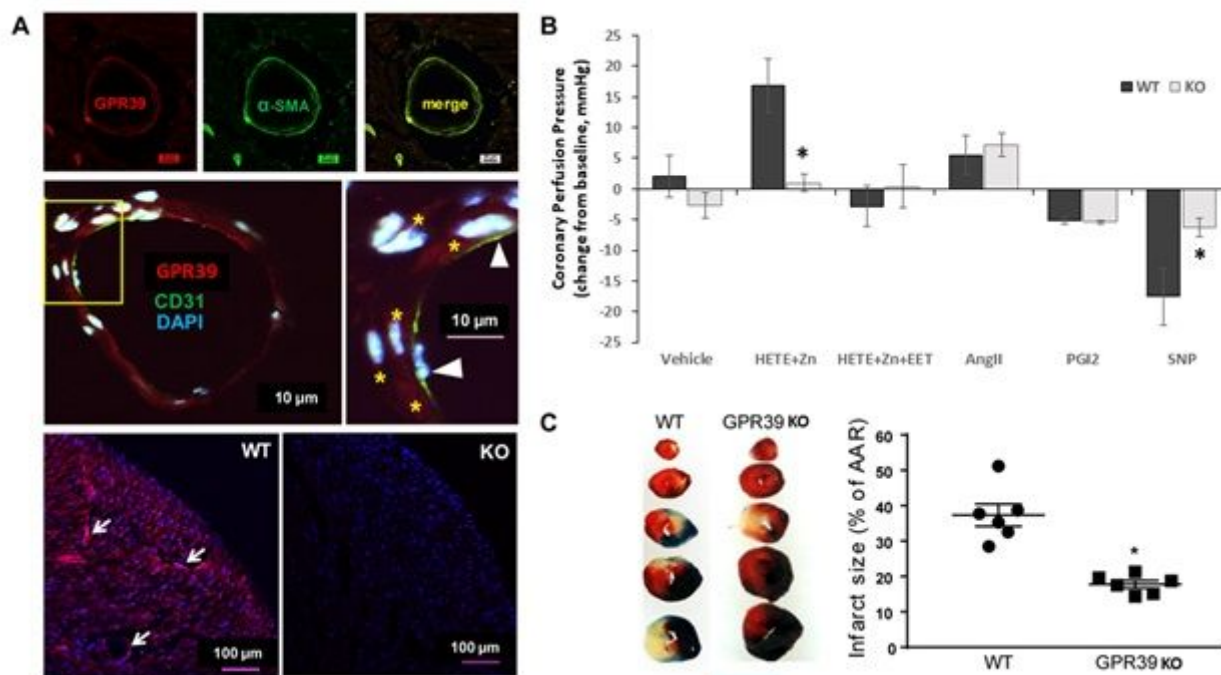 A
GPR39
α-SMA
merge
GPR39
CD31
DAPI
10 µm
*
*
10 µm
*
*
*
*
WT
KO
100 µm
100 µm
B
Coronary Perfusion Pressure
(change from baseline, mmHg)
25
20
15
10
5
0
-5
-10
-15
-20
-25
WT KO
*
*
Vehicle HETE+Zn HETE+Zn+EET AngII PGI2 SNP
C
WT GPR39 KO
Infarct size (% of AAR)
60
50
40
30
20
10
0
*
WT GPR39 KO